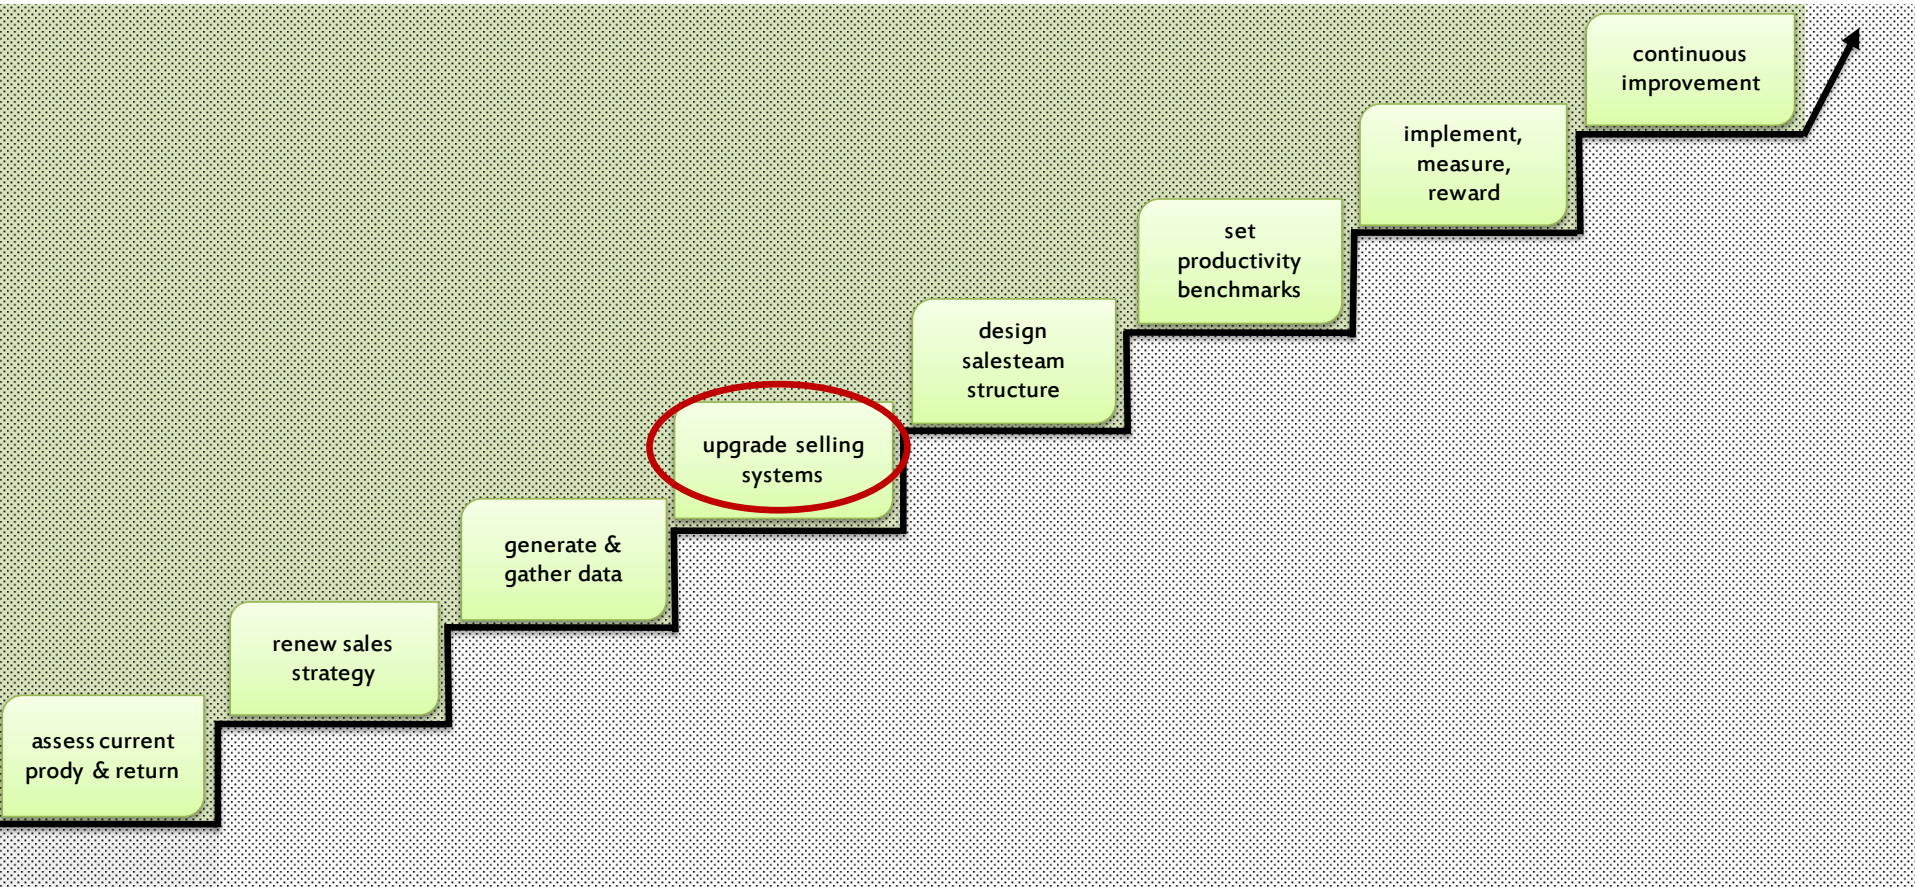 continuous
improvement
implement,
measure,
reward
set
productivity
benchmarks
design
salesteam
structure
upgrade selling
systems
generate &
gather data
renew sales
strategy
assess current
prody & return